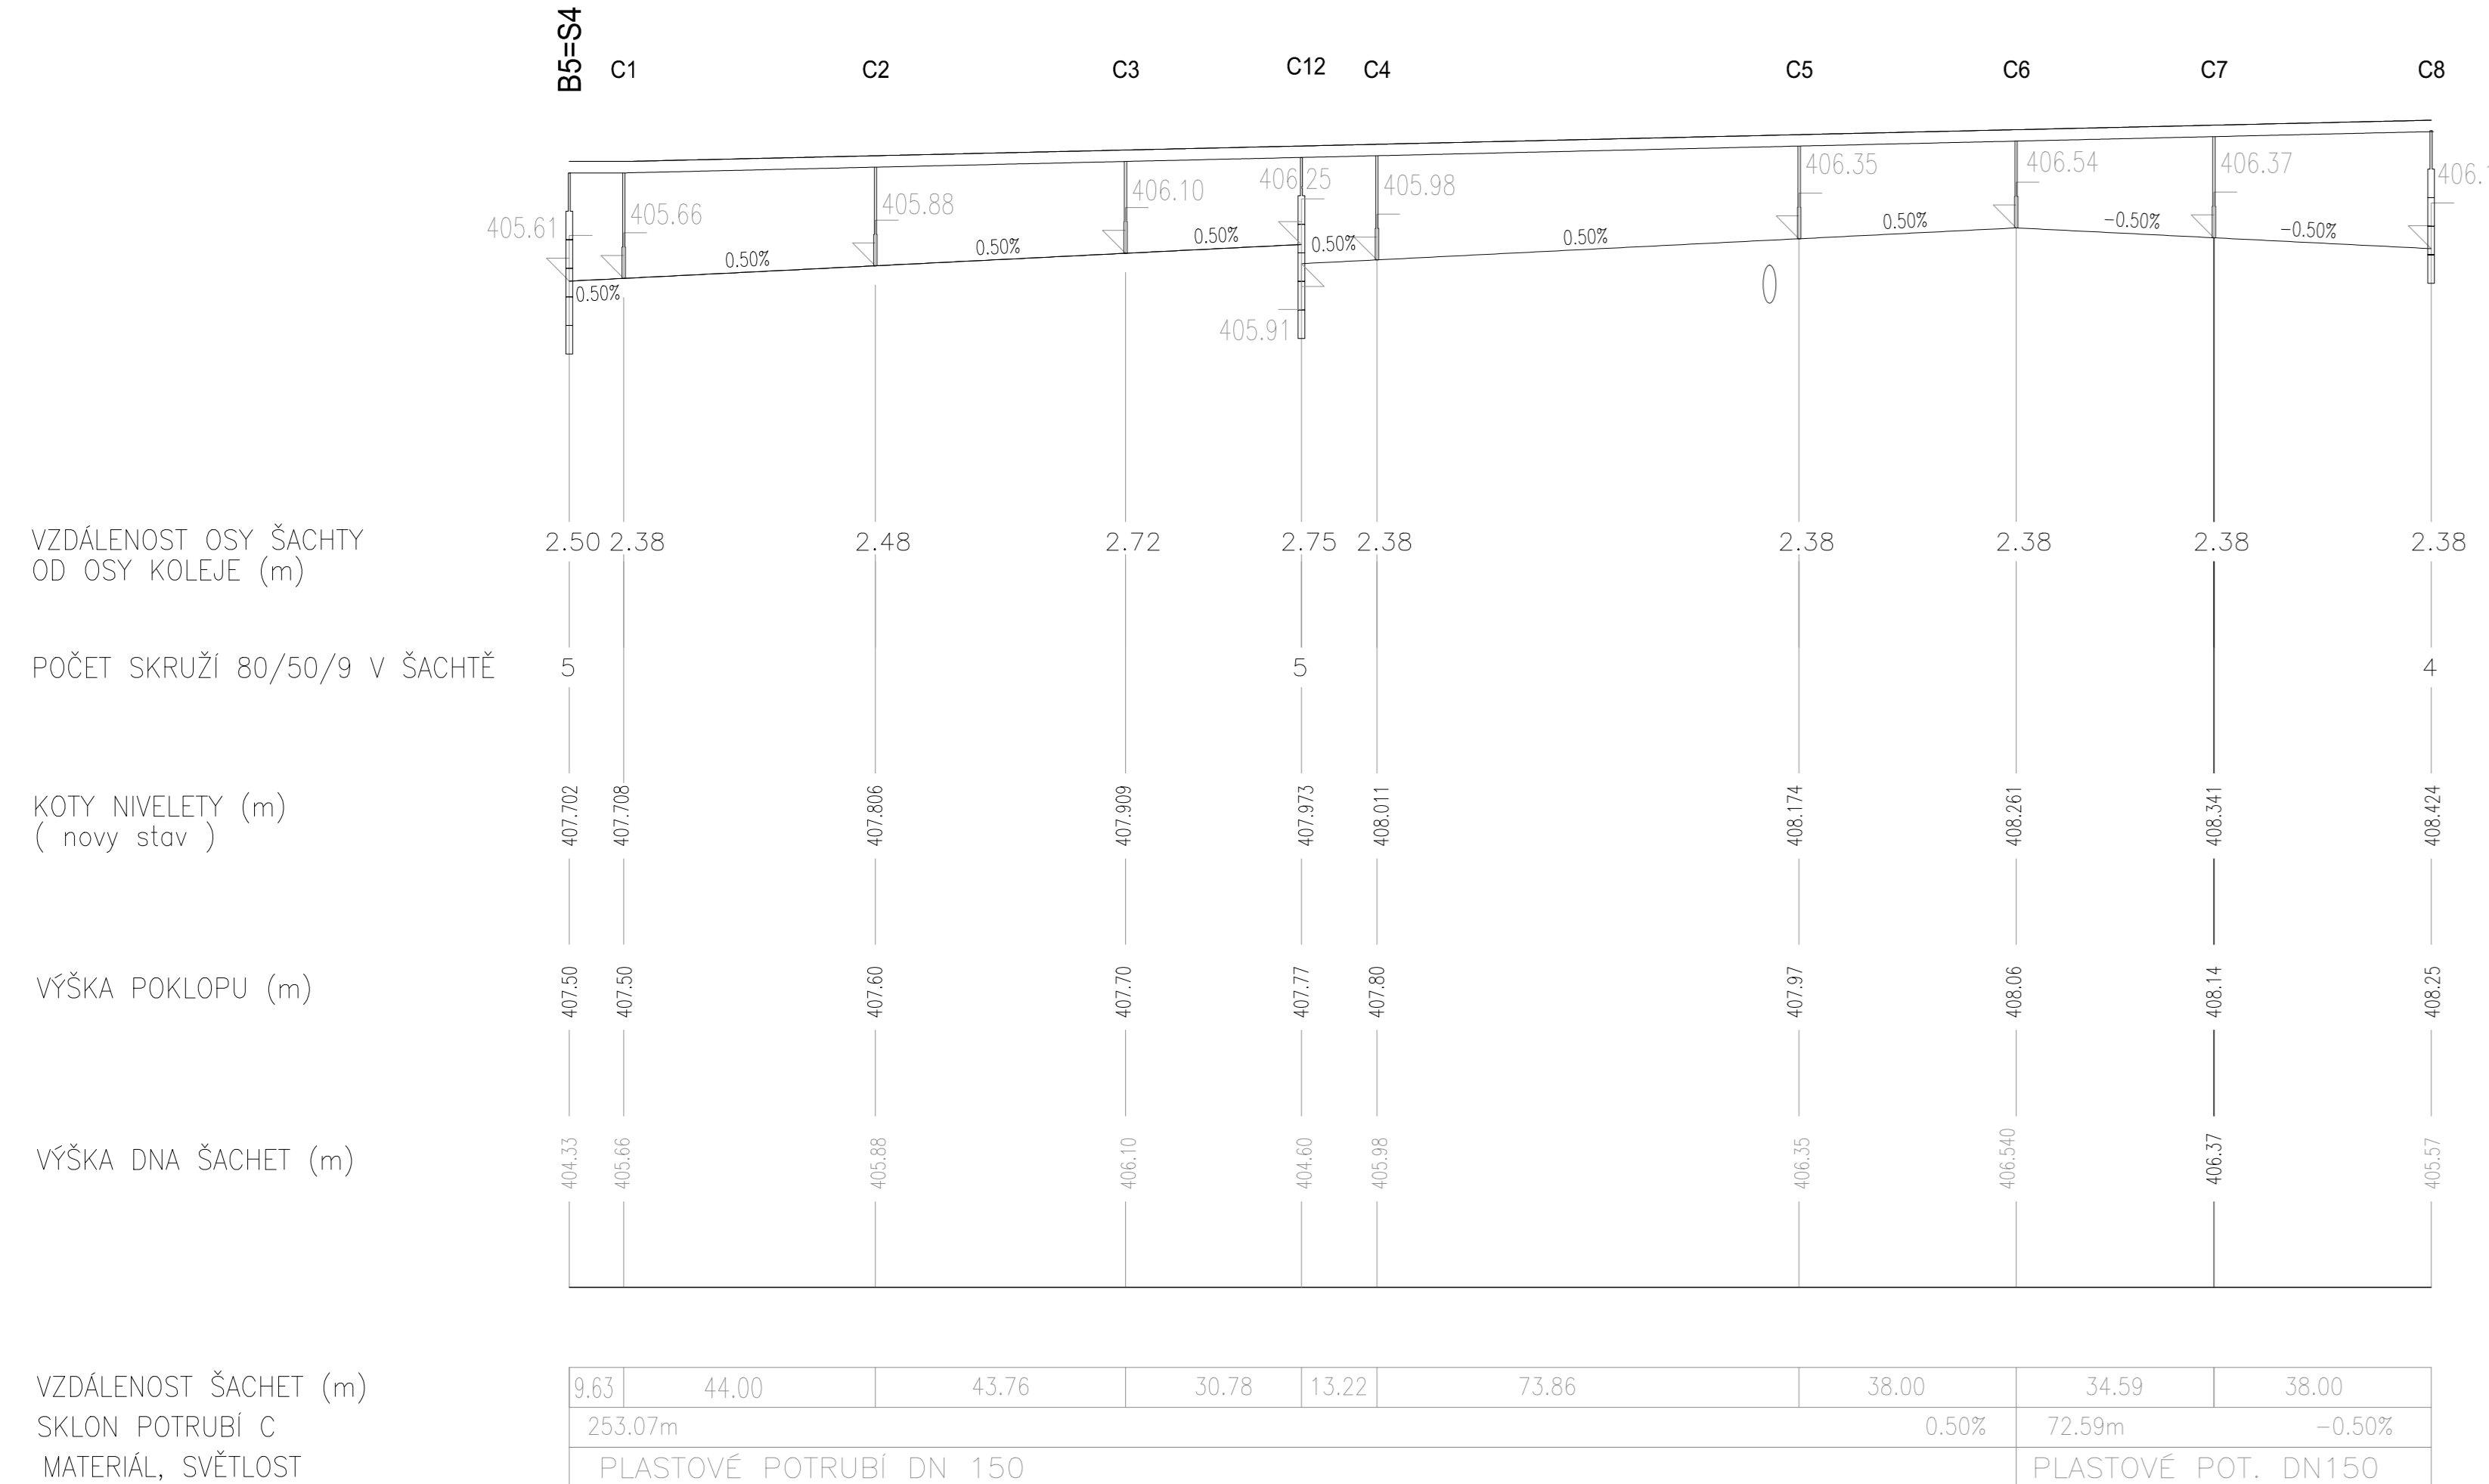 B5=S4 C1 C2 C3 C12 C4 C5 C6 C7 C8
405.61 405.66 405.88 406.10 406.25 405.98 406.35 406.54 406.37
0.50% 0.50% 0.50% 0.50% 0.50% 0.50% 0.50% -0.50% -0.50%
405.91
VZDÁLENOST OSY ŠACHTY
OD OSY KOLEJE (m)
2.50 2.38 2.48 2.72 2.75 2.38 2.38 2.38 2.38 2.38
POČET SKRUŽÍ 80/50/9 V ŠACHTĚ 5 5 4
KOTY NIVELETY (m)
( novy stav )
407.702 407.708 407.806 407.909 407.973 408.011 408.174 408.261 408.341 408.424
VÝŠKA POKLOPU (m) 407.50 407.50 407.60 407.70 407.77 407.80 407.97 408.06 408.14 408.25
VÝŠKA DNA ŠACHET (m) 404.33 405.66 405.88 406.10 404.60 405.98 406.35 406.540 406.37 405.57
VZDÁLENOST ŠACHET (m) 9.63 44.00 43.76 30.78 13.22 73.86 38.00 34.59 38.00
SKLON POTRUBÍ C 253.07m 0.50% 72.59m -0.50%
MATERIÁL, SVĚTLOST PLASTOVÉ POTRUBÍ DN 150 PLASTOVÉ POT. DN150